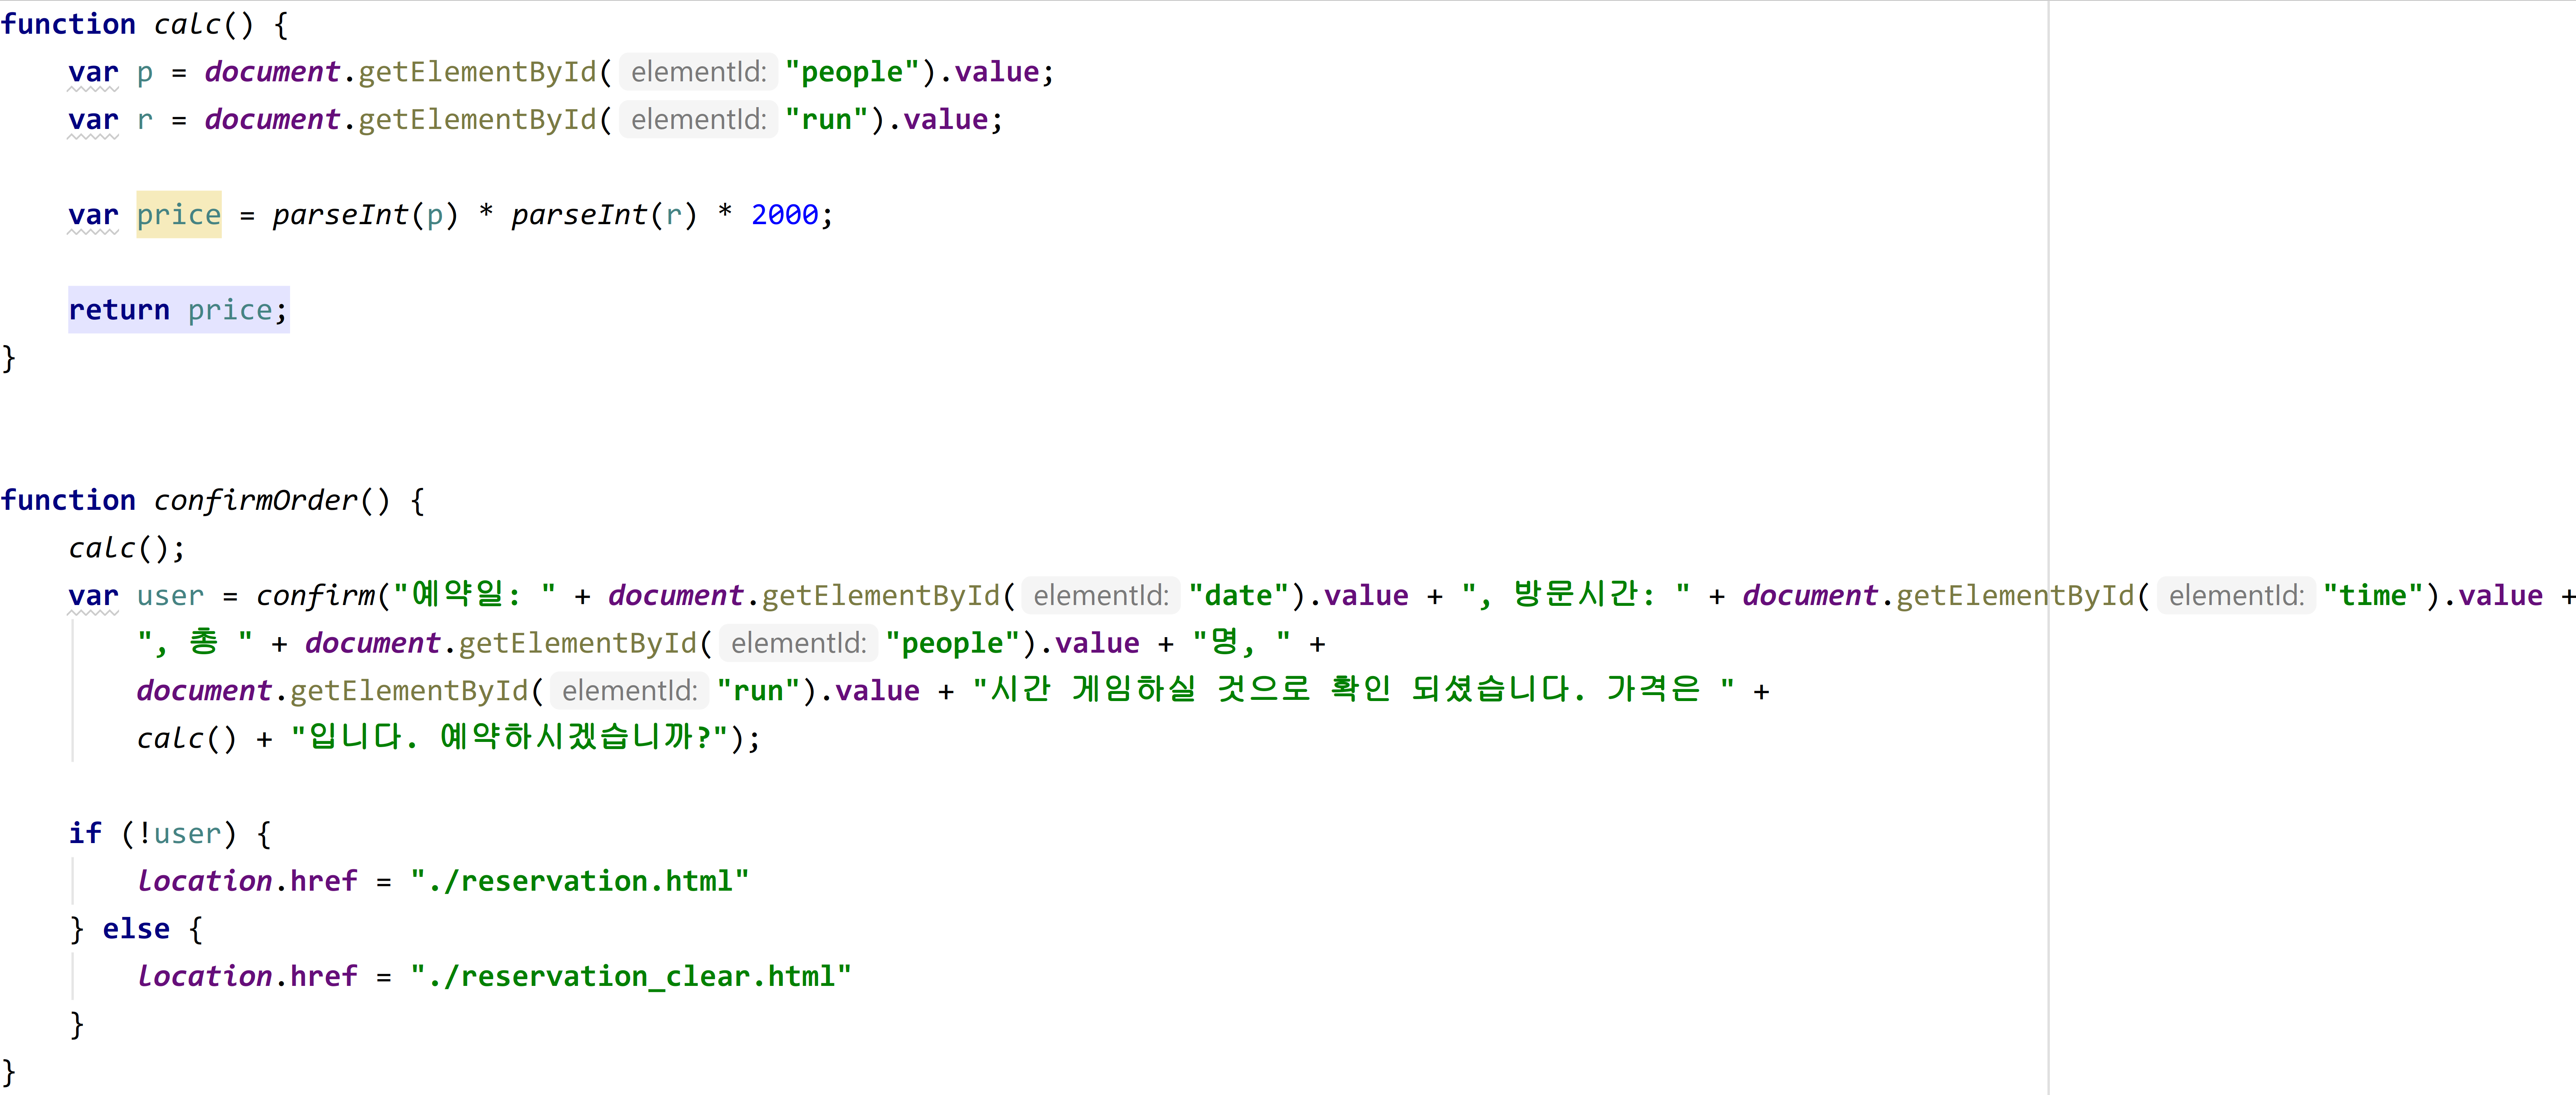 function calc() {
var p = document.getElementById( elementId: "people").value;
var r = document.getElementById( elementId: "run").value;
var price = parseInt(p) * parseInt(r) * 2000;
return price;
}
function confirmOrder() {
calc();
var user = confirm("예약일: " + document.getElementById( elementId: "date").value + ", 방문시간: " + document.getElementById( elementId: "time").value +
", 총 " + document.getElementById( elementId: "people").value + "명, " +
document.getElementById( elementId: "run").value + "시간 게임하실 것으로 확인 되셨습니다. 가격은 " +
calc() + "입니다. 예약하시겠습니까?");
if (!user) {
location.href = "./reservation.html"
} else {
location.href = "./reservation_clear.html"
}
}